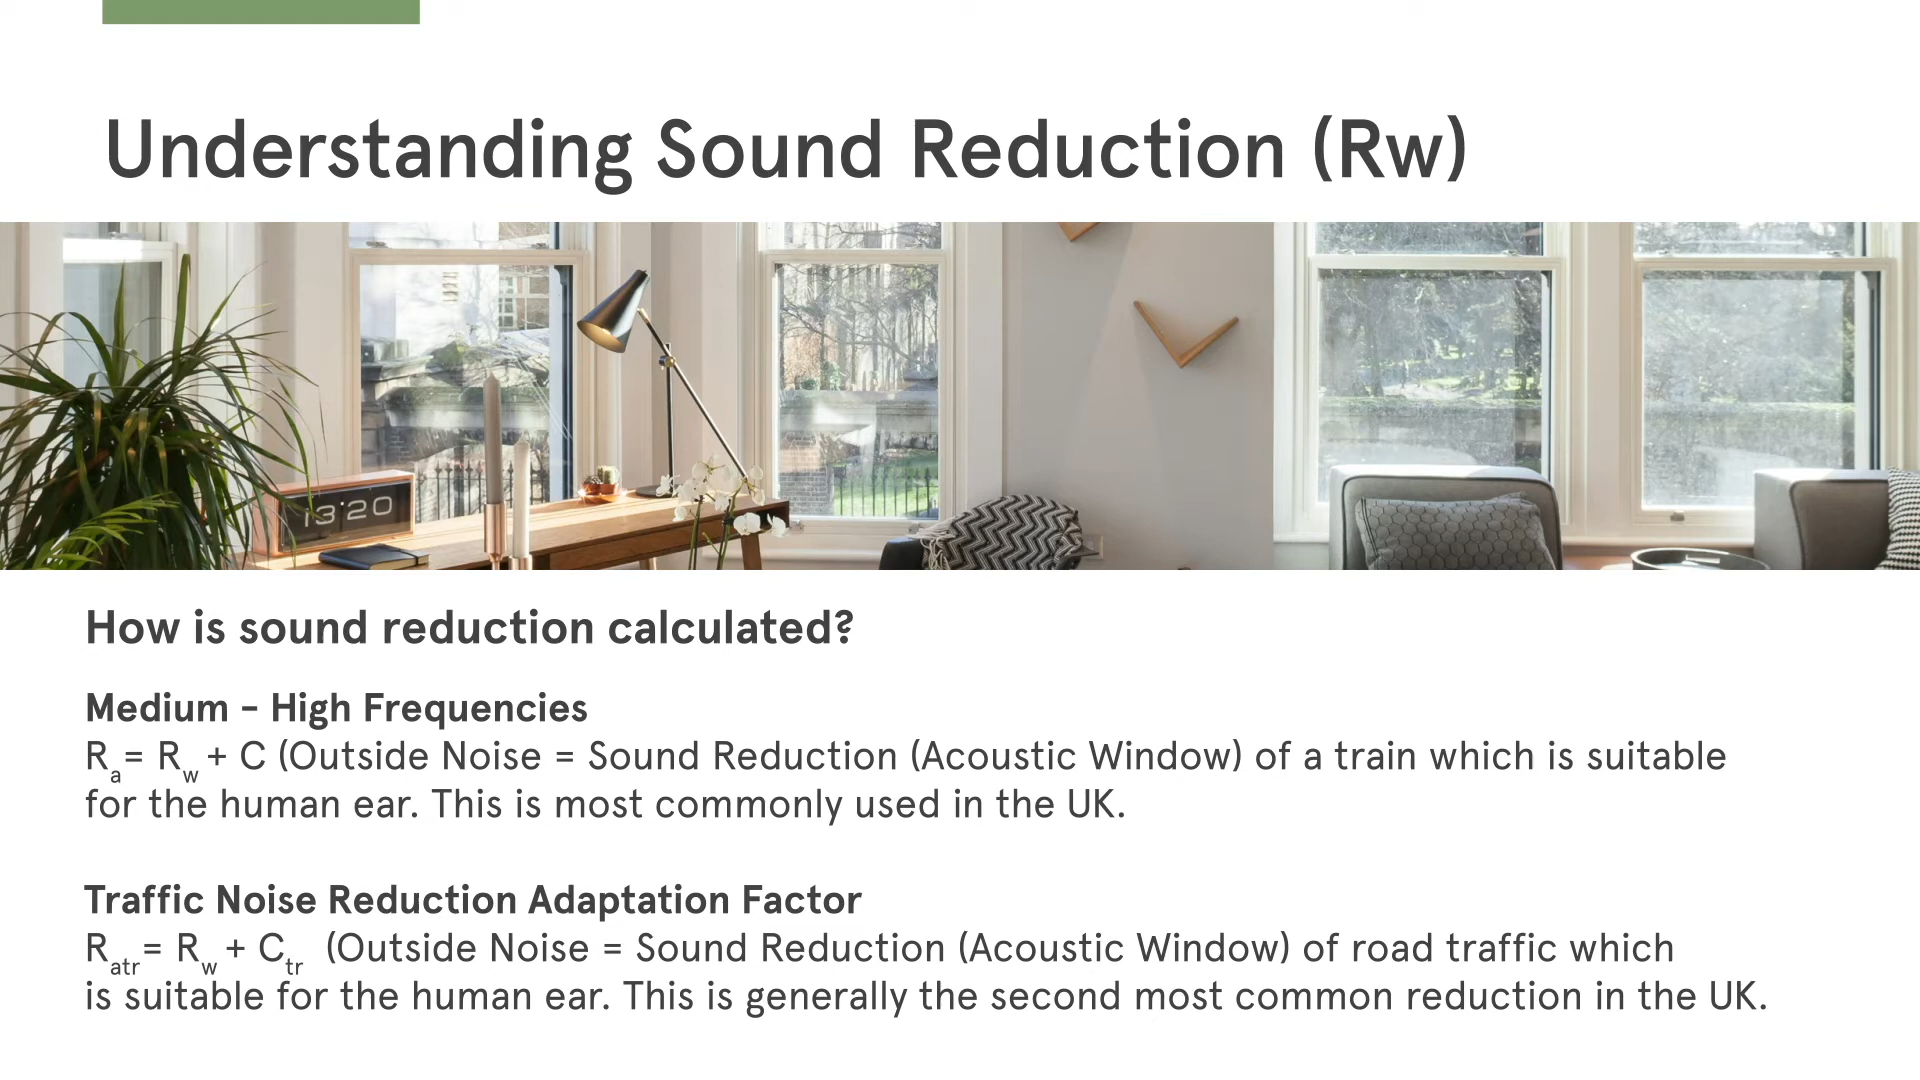 Understanding Sound Reduction (Rw)
13:20
How is sound reduction calculated?
Medium - High Frequencies
Ra= Rw + C (Outside Noise = Sound Reduction (Acoustic Window) of a train which is suitable
for the human ear. This is most commonly used in the UK.
Traffic Noise Reduction Adaptation Factor
Ratr= Rw + Ctr (Outside Noise = Sound Reduction (Acoustic Window) of road traffic which
is suitable for the human ear. This is generally the second most common reduction in the UK.